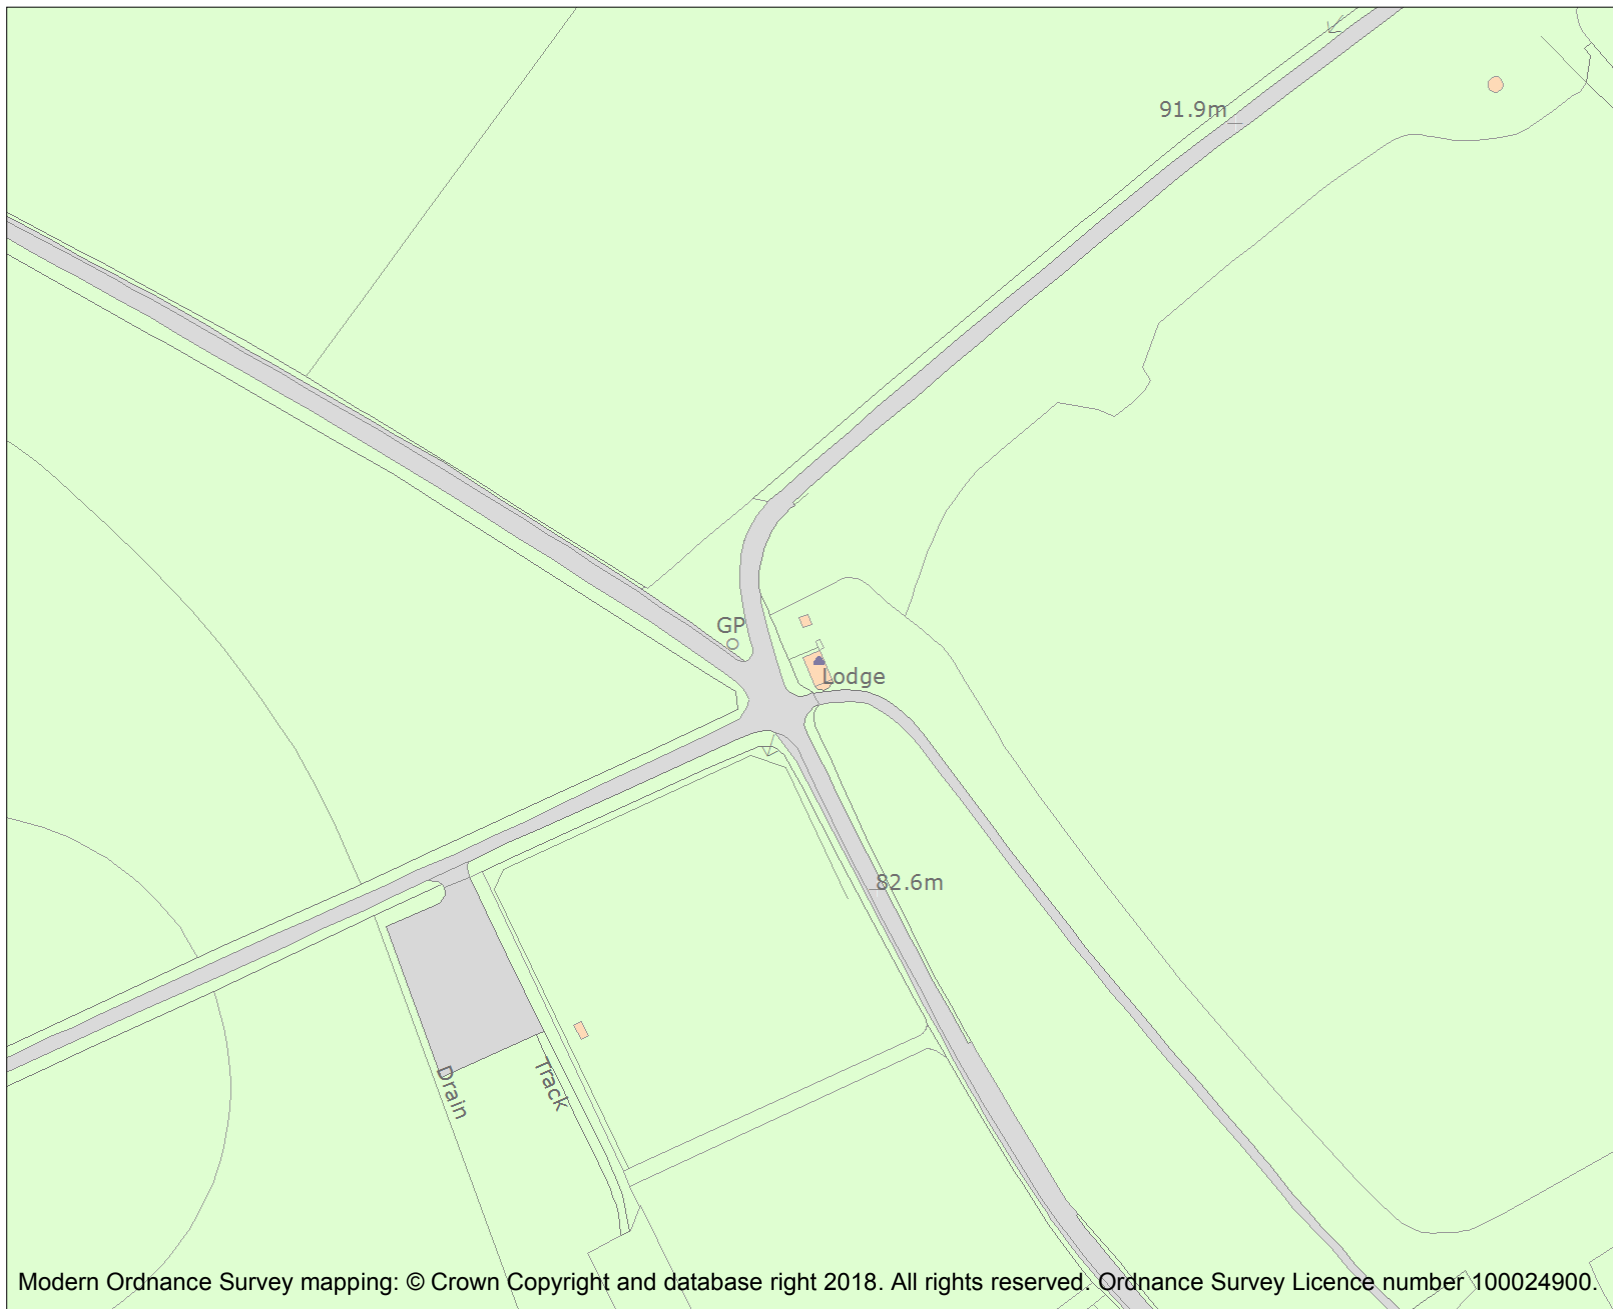 91.9m
GP
Lodge
82.6m
Drain
Track
Modern Ordnance Survey mapping: © Crown Copyright and database right 2018. All rights reserved. Ordnance Survey Licence number 100024900.